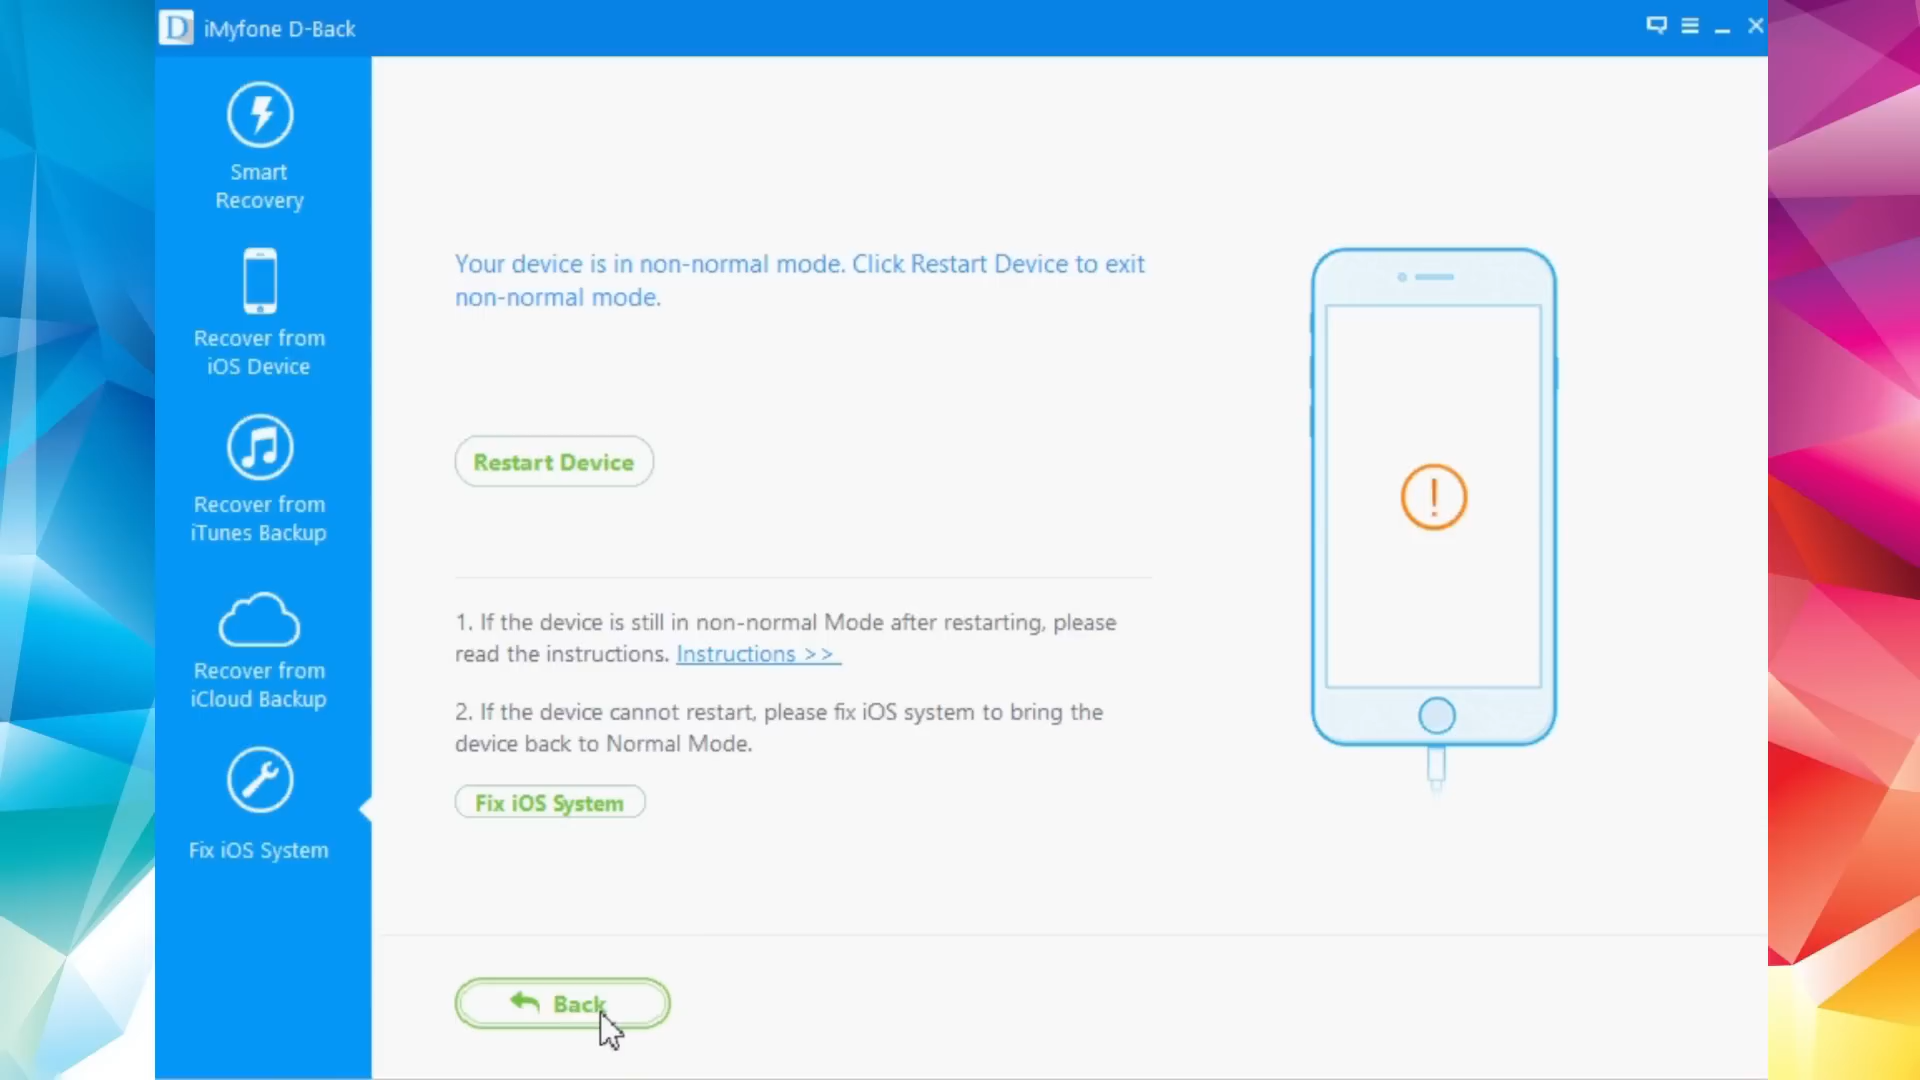 D iMyfone D-Back
Smart
Recovery
Recover from
iOS Device
Recover from
iTunes Backup
Recover from
iCloud Backup
Fix iOS System
Your device is in non-normal mode. Click Restart Device to exit
non-normal mode.
Restart Device
1. If the device is still in non-normal Mode after restarting, please
read the instructions. Instructions >>
2. If the device cannot restart, please fix iOS system to bring the
device back to Normal Mode.
Fix iOS System
Back